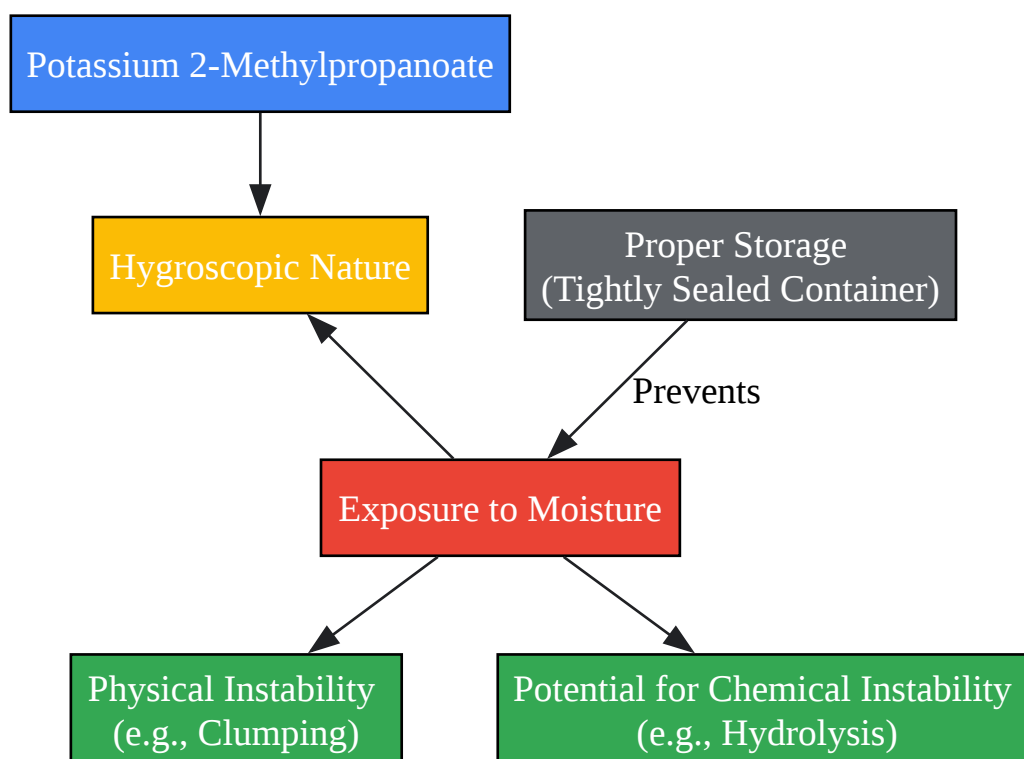 Potassium 2-Methylpropanoate
Hygroscopic Nature
Proper Storage
(Tightly Sealed Container)
Prevents
Exposure to Moisture
Physical Instability
(e.g., Clumping)
Potential for Chemical Instability
(e.g., Hydrolysis)